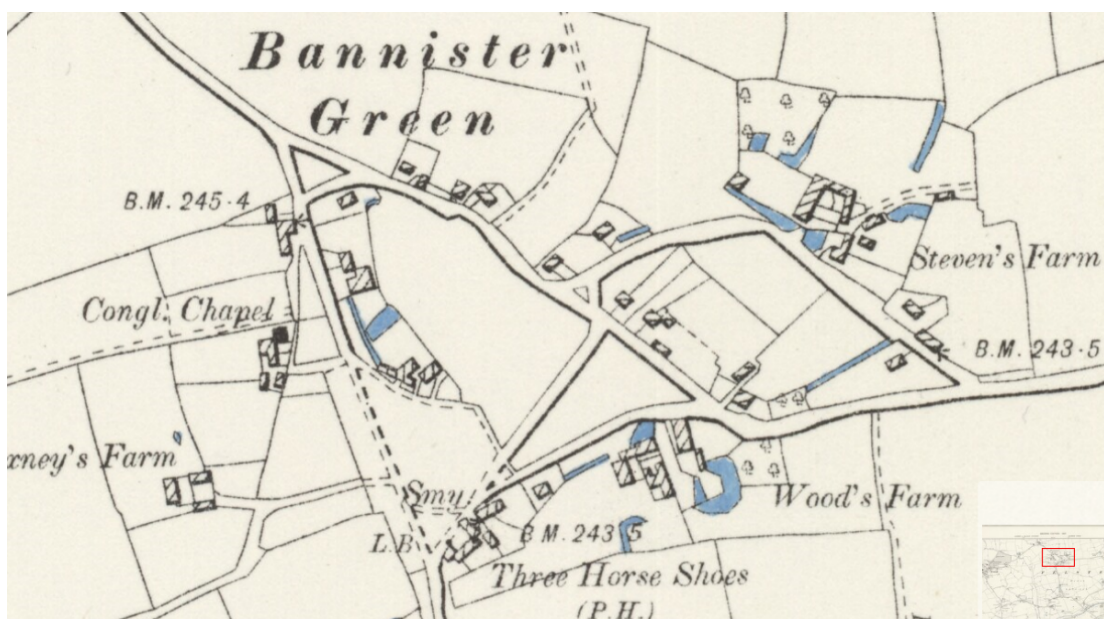 Bannister
Green
B.M. 245·4
Steven's Farm
Congl. Chapel
B.M. 243·5
xney's Farm
Smy.
Wood's Farm
L.B.
B.M. 243·5
Three Horse Shoes
(P.H.)